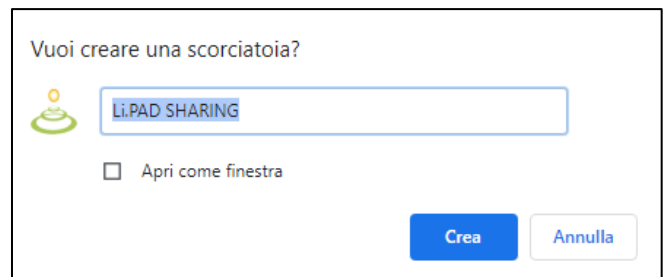 Vuoi creare una scorciatoia?
Li.PAD SHARING
Apri come finestra
Crea Annulla